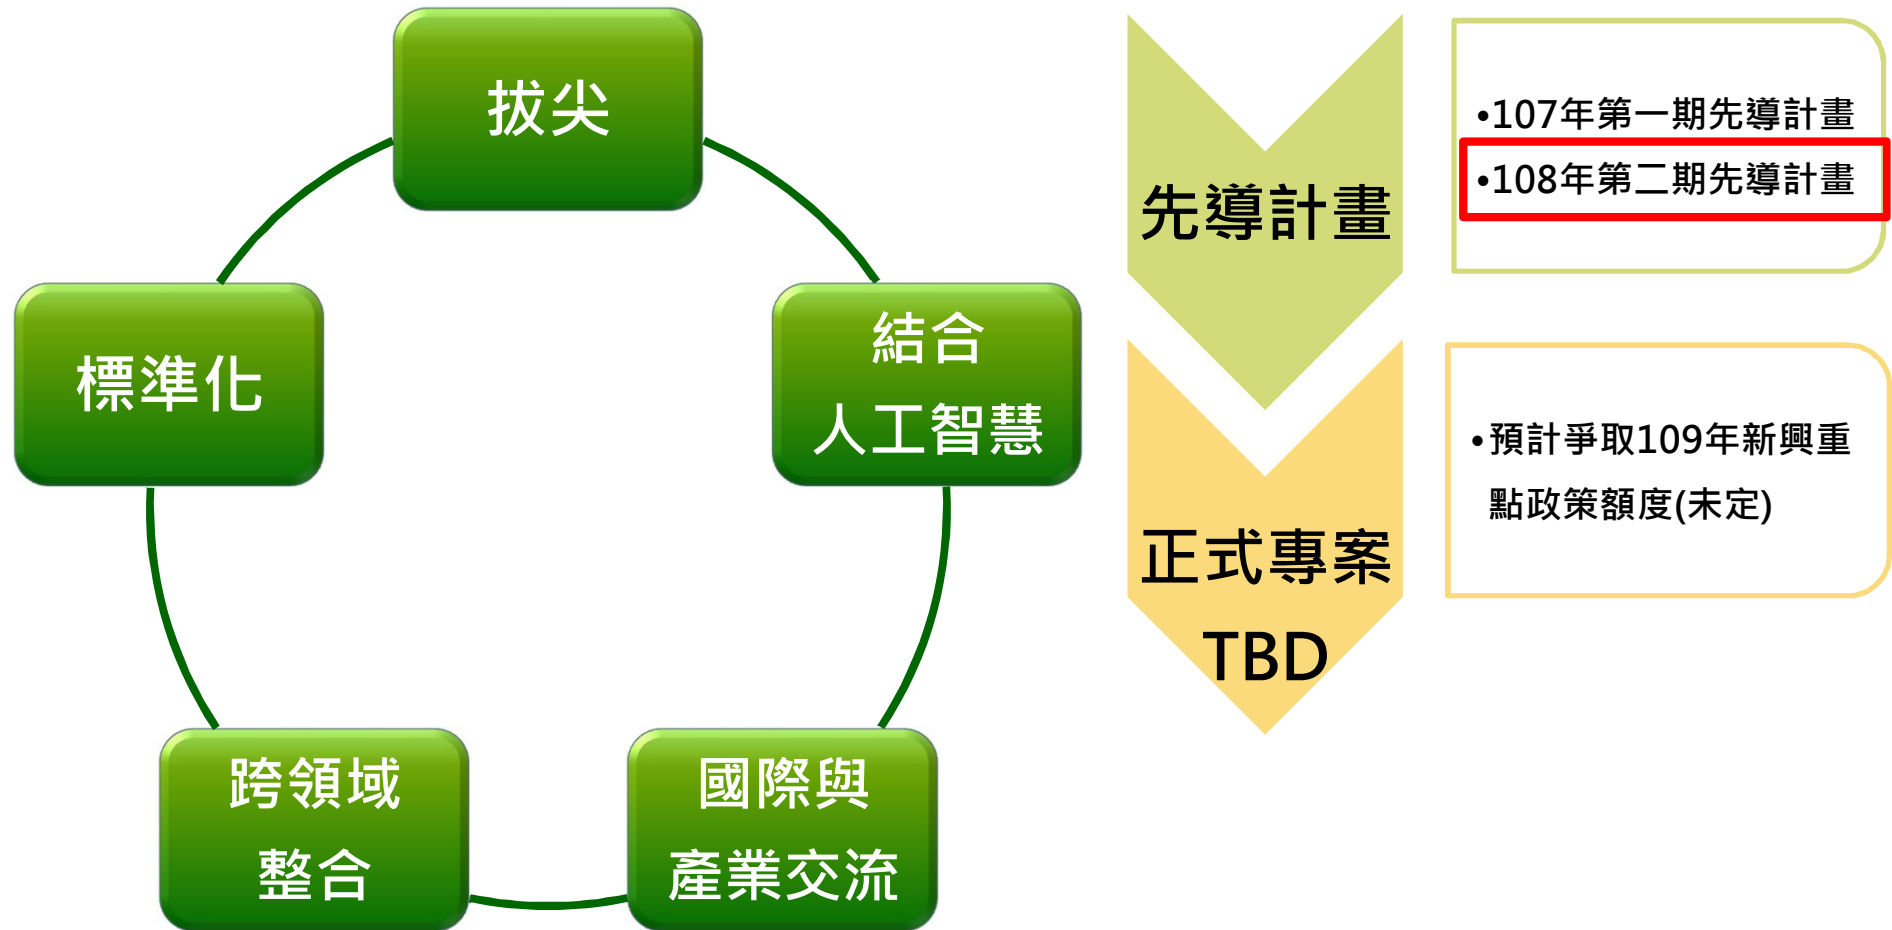 拔尖
結合
人工智慧
國際與
產業交流
跨領域
整合
標準化
先導計畫
•107年第一期先導計畫
•108年第二期先導計畫
正式專案
TBD
•預計爭取109年新興重
點政策額度(未定)